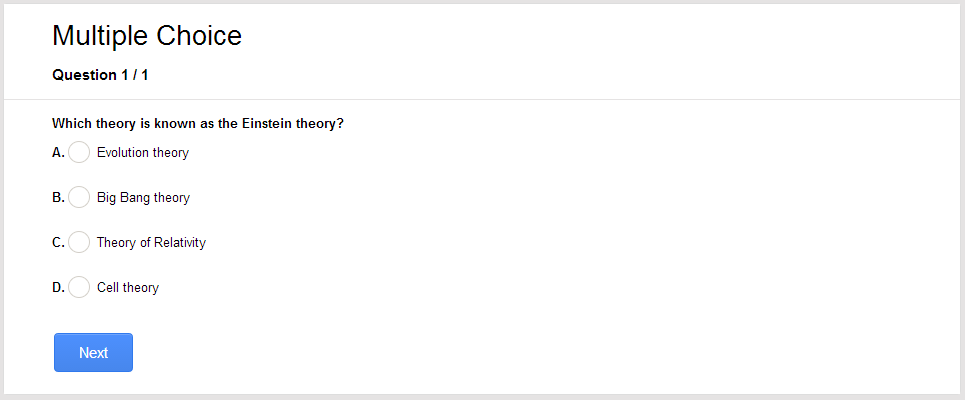 Multiple Choice
Question 1 / 1
Which theory is known as the Einstein theory?
A. Evolution theory
B. Big Bang theory
C. Theory of Relativity
D. Cell theory
Next